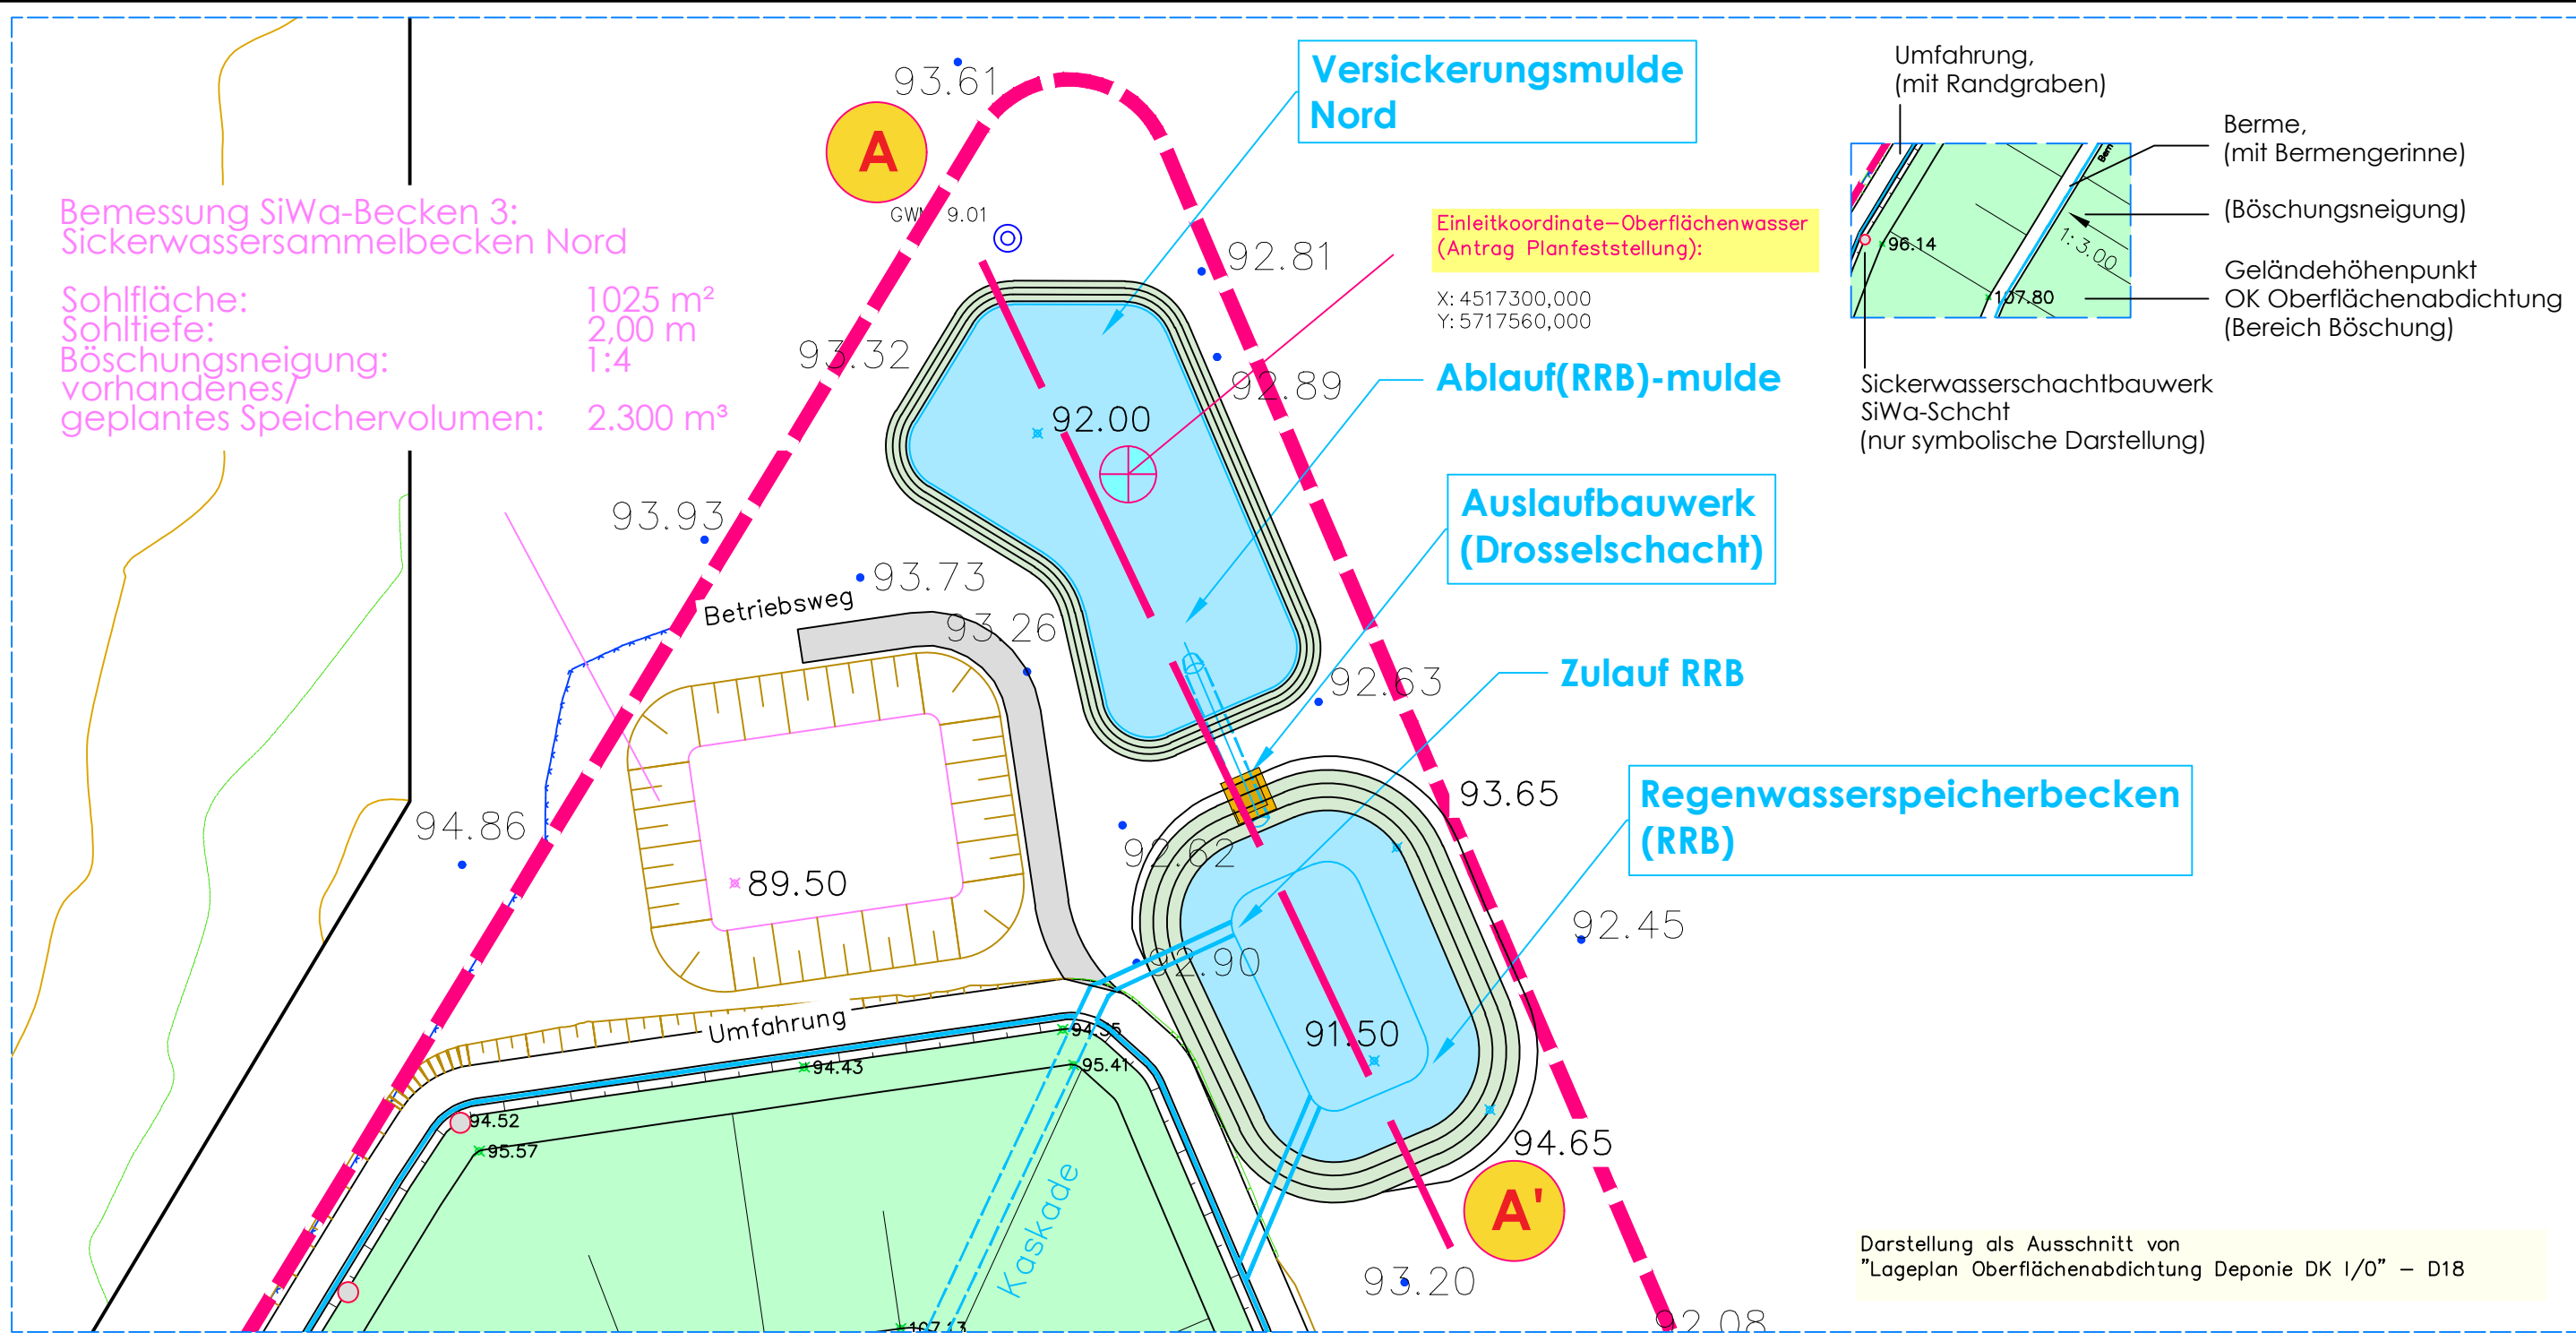 Bemessung SiWa-Becken 3:
Sickerwassersammelbecken Nord
Sohlfläche: 1025 m²
Sohltiefe: 2,00 m
Böschungsneigung: 1:4
vorhandenes/
geplantes Speichervolumen: 2.300 m³
93.61
A
9.01
Versickerungsmulde
Nord
92.81
Einleitkoordinate-Oberflächenwasser
(Antrag Planfeststellung):
X: 4517300,000
Y: 5717560,000
93.32
92.89
Ablauf(RRB)-mulde
92.00
Auslaufbauwerk
(Drosselschacht)
93.93
93.73
Betriebsweg
93.26
92.63
Zulauf RRB
93.65
Regenwasserspeicherbecken
(RRB)
94.86
92.62
89.50
92.45
92.90
91.50
Umfahrung
94.35
94.43
95.41
94.52
95.57
94.65
A'
Kaskade
93.20
92.08
107.13
Umfahrung,
(mit Randgraben)
Berme,
(mit Bermengerinne)
(Böschungsneigung)
Geländehöhenpunkt
OK Oberflächenabdichtung
(Bereich Böschung)
96.14
1:3.00
107.80
Sickerwasserschachtbauwerk
SiWa-Schcht
(nur symbolische Darstellung)
Darstellung als Ausschnitt von
"Lageplan Oberflächenabdichtung Deponie DK I/0" - D18